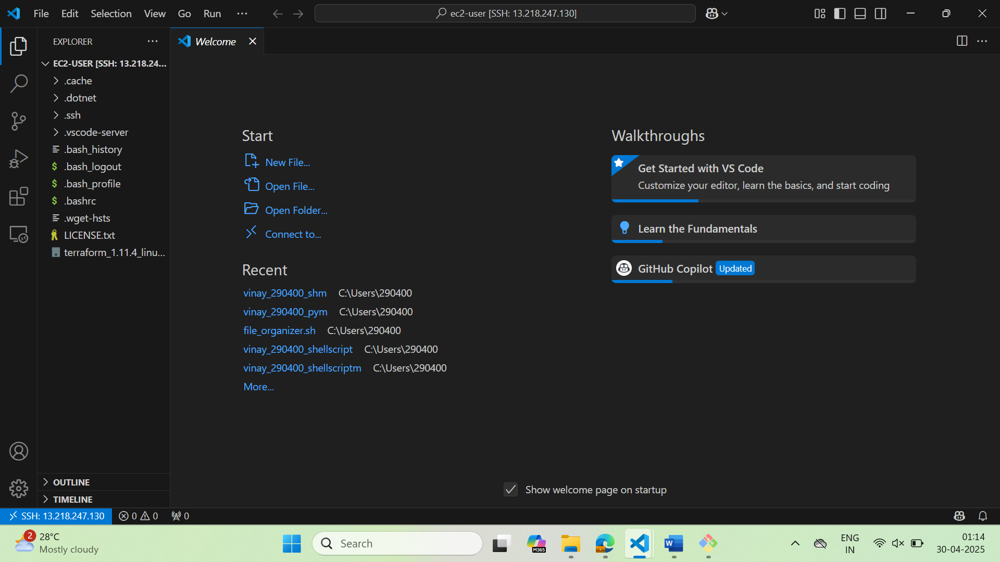 File Edit Selection View Go Run
ec2-user [SSH: 13.218.247.130]
EXPLORER
Welcome
EC2-USER [SSH: 13.218.24...
.cache
.dotnet
.ssh
.vscode-server
.bash_history
.bash_logout
.bash_profile
.bashrc
.wget-hsts
LICENSE.txt
terraform_1.11.4_linu...
OUTLINE
TIMELINE
Start
New File...
Open File...
Open Folder...
Connect to...
Recent
vinay_290400_shm C:\Users\290400
vinay_290400_pym C:\Users\290400
file_organizer.sh C:\Users\290400
vinay_290400_shellscript C:\Users\290400
vinay_290400_shellscriptm C:\Users\290400
More...
Walkthroughs
Get Started with VS Code
Customize your editor, learn the basics, and start coding
Learn the Fundamentals
GitHub Copilot Updated
Show welcome page on startup
SSH: 13.218.247.130 0 0 0
2
28°C
Mostly cloudy
Search
M365
W
ENG
IN
01:14
30-04-2025